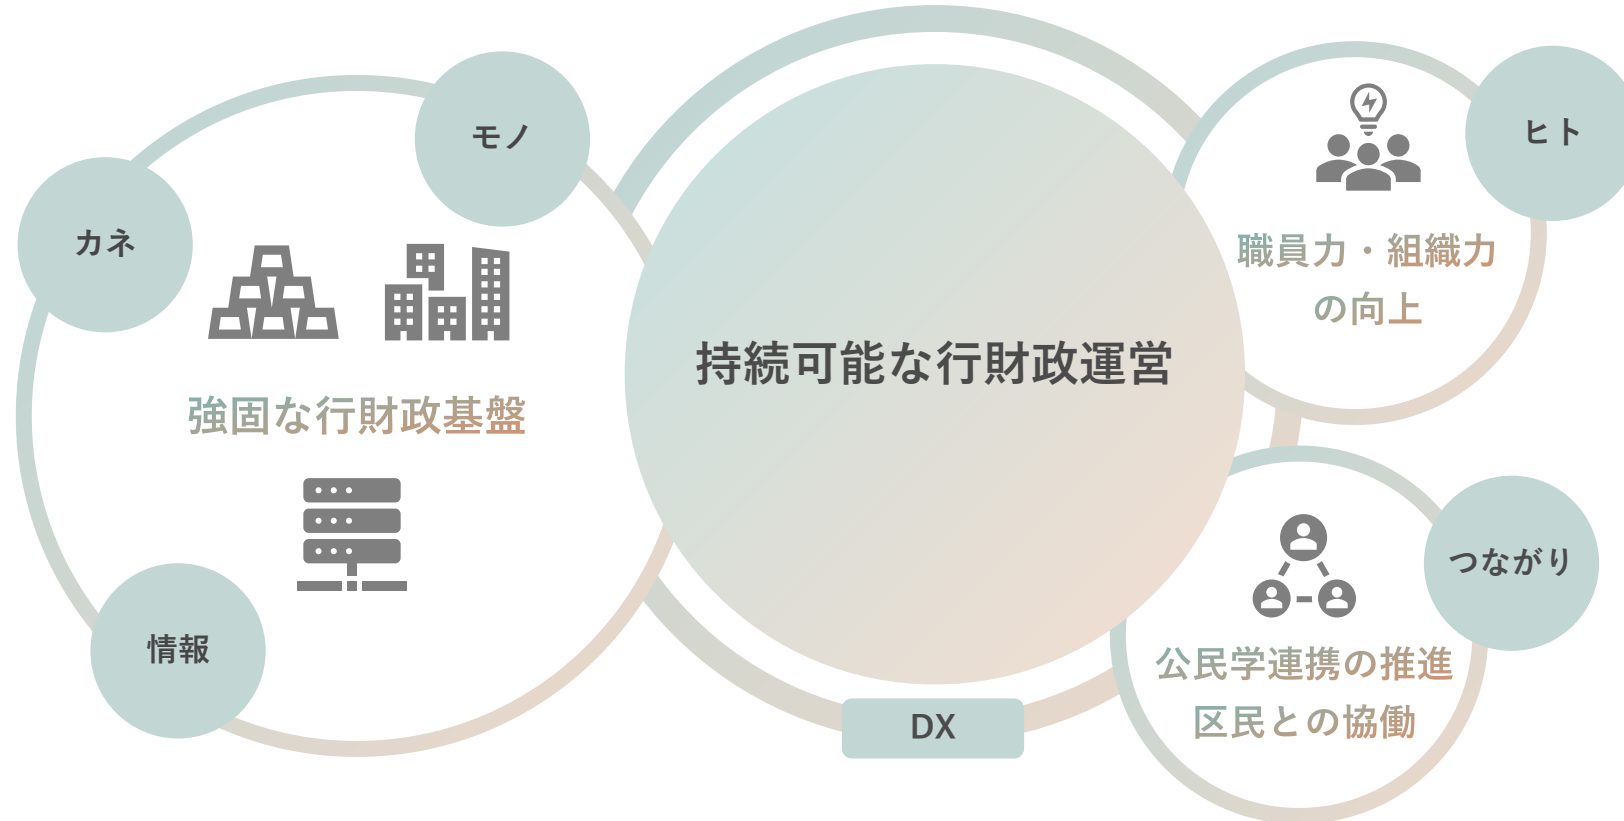 モノ
カネ
強固な行財政基盤
情報
持続可能な行財政運営
DX
ヒト
職員力・組織力
の向上
つながり
公民学連携の推進
区民との協働